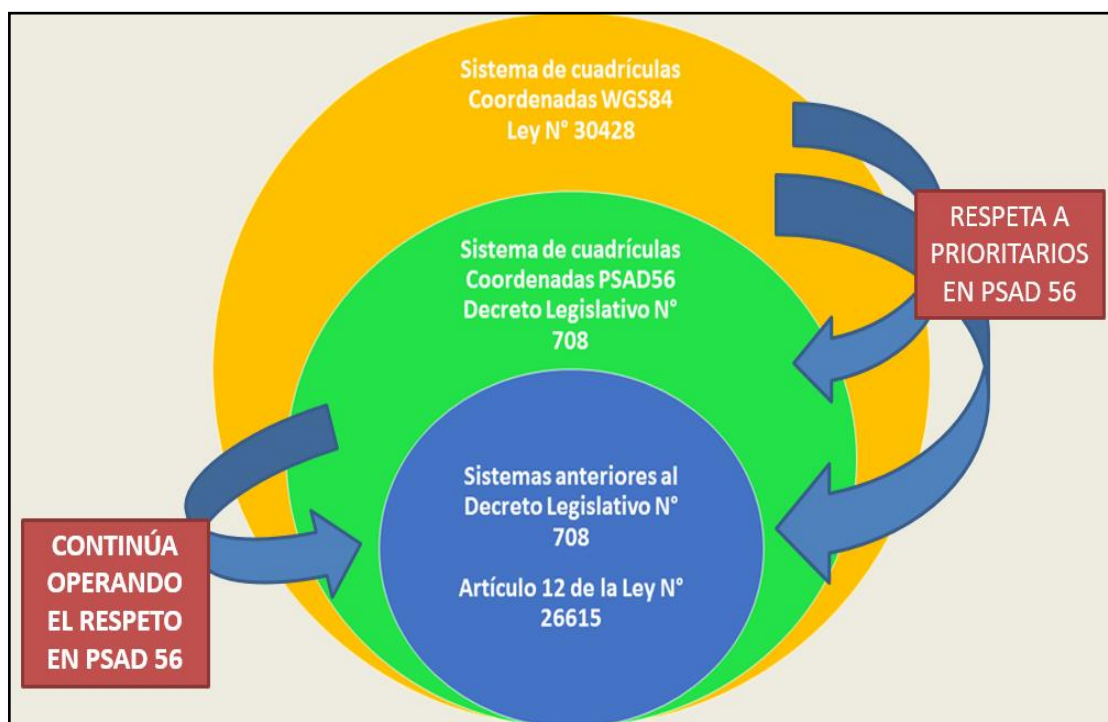 Sistema de cuadrículas
Coordenadas WGS84
Ley N° 30428
RESPETA A
PRIORITARIOS
EN PSAD 56
Sistema de cuadrículas
Coordenadas PSAD56
Decreto Legislativo N°
708
Sistemas anteriores al
Decreto Legislativo N°
708
Artículo 12 de la Ley N°
26615
CONTINÚA
OPERANDO
EL RESPETO
EN PSAD 56